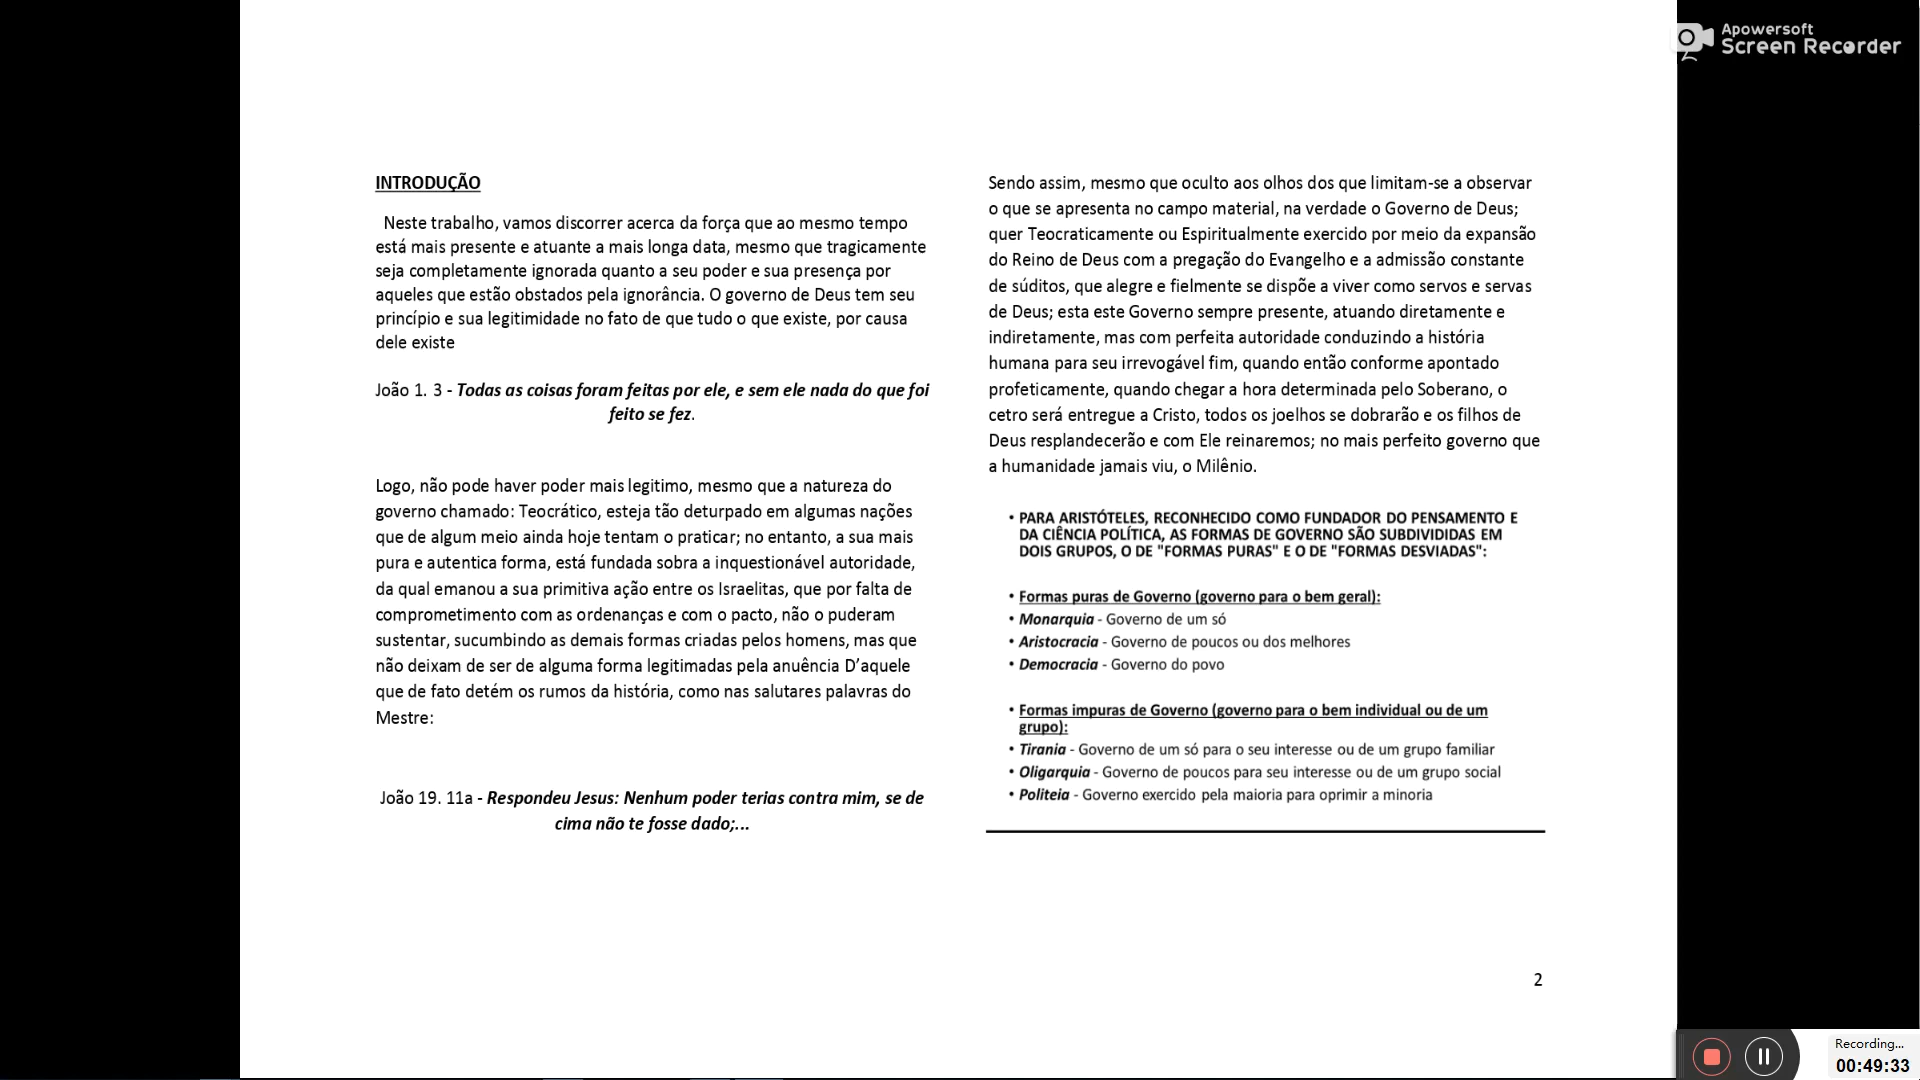 INTRODUÇÃO
Neste trabalho, vamos discorrer acerca da força que ao mesmo tempo
está mais presente e atuante a mais longa data, mesmo que tragicamente
seja completamente ignorada quanto a seu poder e sua presença por
aqueles que estão obstados pela ignorância. O governo de Deus tem seu
princípio e sua legitimidade no fato de que tudo o que existe, por causa
dele existe
João 1. 3 - Todas as coisas foram feitas por ele, e sem ele nada do que foi
feito se fez.
Logo, não pode haver poder mais legitimo, mesmo que a natureza do
governo chamado: Teocrático, esteja tão deturpado em algumas nações
que de algum meio ainda hoje tentam o praticar; no entanto, a sua mais
pura e autentica forma, está fundada sobra a inquestionável autoridade,
da qual emanou a sua primitiva ação entre os Israelitas, que por falta de
comprometimento com as ordenanças e com o pacto, não o puderam
sustentar, sucumbindo as demais formas criadas pelos homens, mas que
não deixam de ser de alguma forma legitimadas pela anuência D’aquele
que de fato detém os rumos da história, como nas salutares palavras do
Mestre:
João 19. 11a - Respondeu Jesus: Nenhum poder terias contra mim, se de
cima não te fosse dado;...
Sendo assim, mesmo que oculto aos olhos dos que limitam-se a observar
o que se apresenta no campo material, na verdade o Governo de Deus;
quer Teocraticamente ou Espiritualmente exercido por meio da expansão
do Reino de Deus com a pregação do Evangelho e a admissão constante
de súditos, que alegre e fielmente se dispõe a viver como servos e servas
de Deus; esta este Governo sempre presente, atuando diretamente e
indiretamente, mas com perfeita autoridade conduzindo a história
humana para seu irrevogável fim, quando então conforme apontado
profeticamente, quando chegar a hora determinada pelo Soberano, o
cetro será entregue a Cristo, todos os joelhos se dobrarão e os filhos de
Deus resplandecerão e com Ele reinaremos; no mais perfeito governo que
a humanidade jamais viu, o Milênio.
• PARA ARISTÓTELES, RECONHECIDO COMO FUNDADOR DO PENSAMENTO E
DA CIÊNCIA POLÍTICA, AS FORMAS DE GOVERNO SÃO SUBDIVIDIDAS EM
DOIS GRUPOS, O DE "FORMAS PURAS" E O DE "FORMAS DESVIADAS":
• Formas puras de Governo (governo para o bem geral):
• Monarquia - Governo de um só
• Aristocracia - Governo de poucos ou dos melhores
• Democracia - Governo do povo
• Formas impuras de Governo (governo para o bem individual ou de um
grupo):
• Tirania - Governo de um só para o seu interesse ou de um grupo familiar
• Oligarquia - Governo de poucos para seu interesse ou de um grupo social
• Politeia - Governo exercido pela maioria para oprimir a minoria
2
Apowersoft
Screen Recorder
Recording...
00:49:33